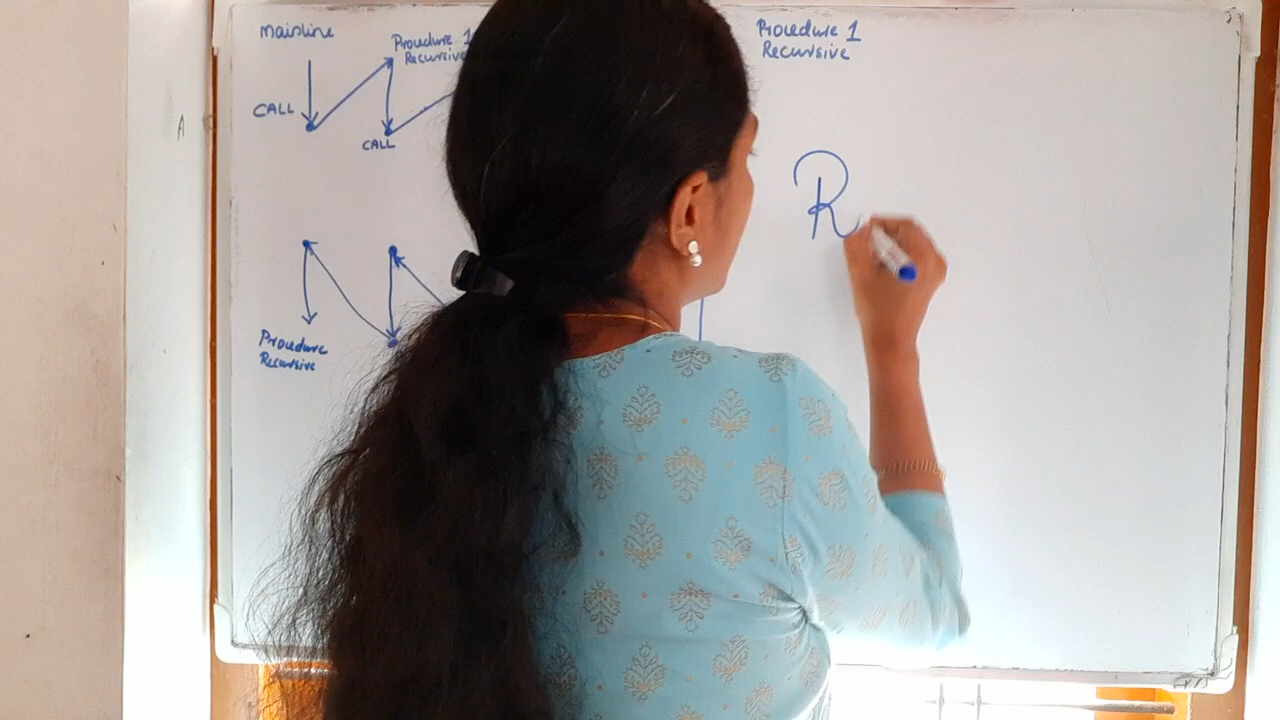 Mainline
Procedure 1
Recursive
CALL
CALL
Procedure
Recursive
Procedure 1
Recursive
R